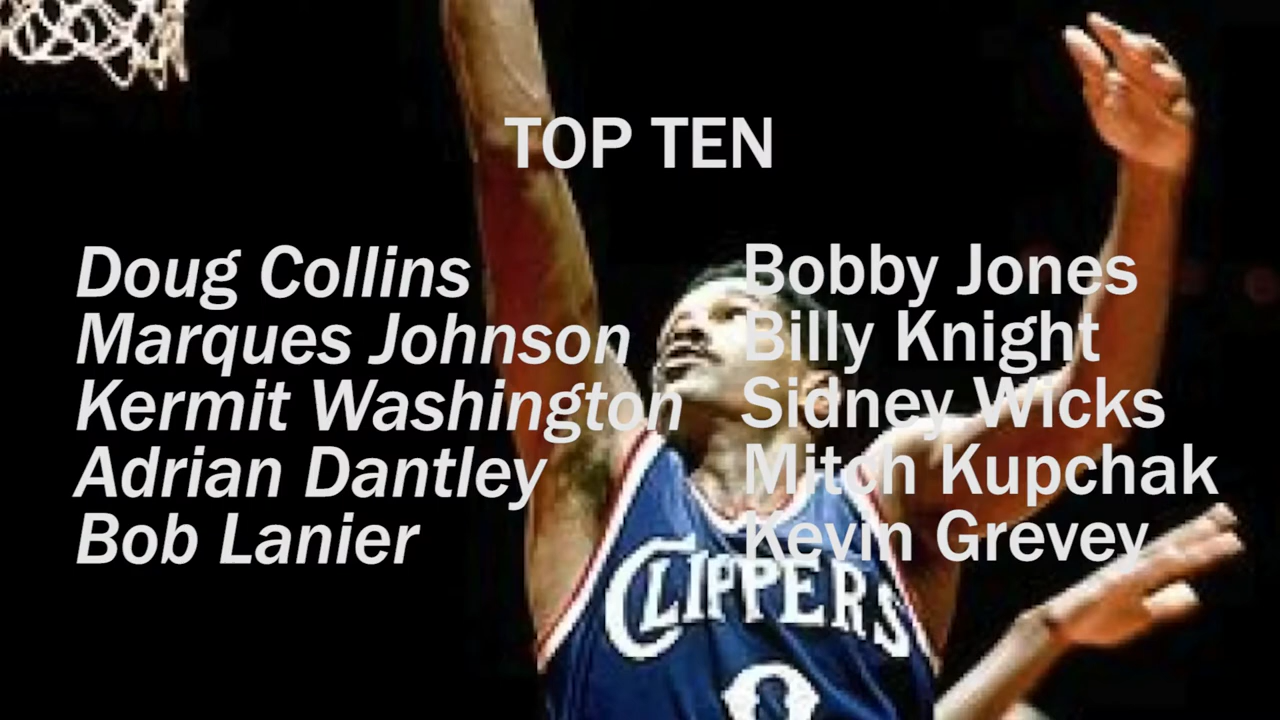 TOP TEN
Doug Collins
Marques Johnson
Kermit Washington
Adrian Dantley
Bob Lanier
Bobby Jones
Billy Knight
Sidney Wicks
Mitch Kupchak
Kevin Grevey
CLIPPERS
8